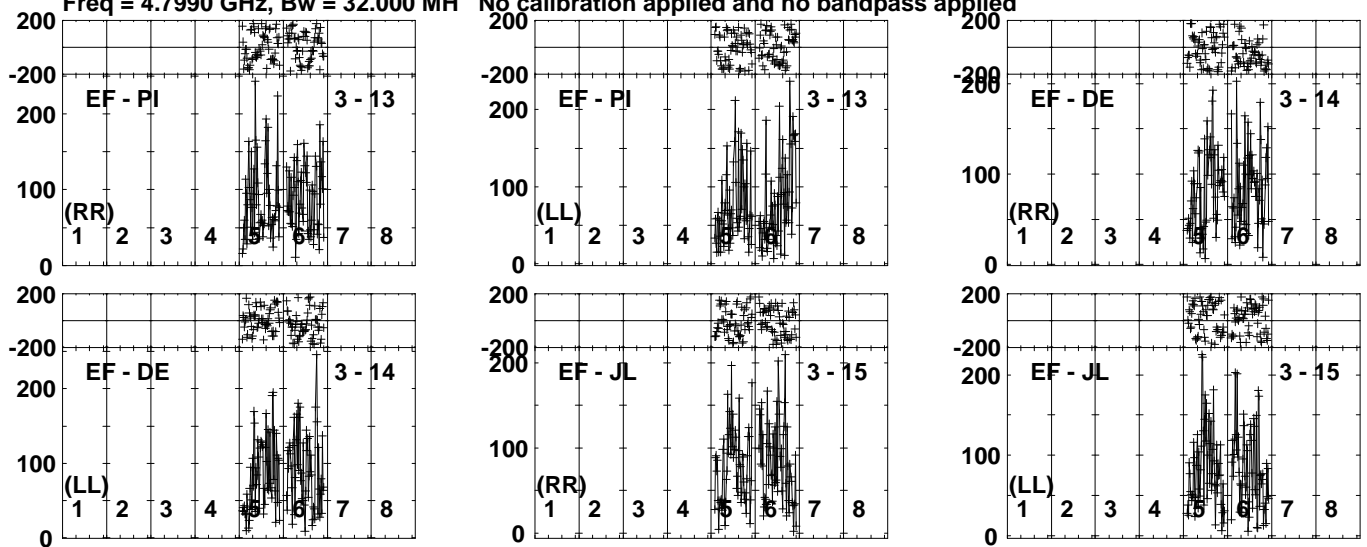 Freq = 4.7990 GHz, Bw = 32.000 MH No calibration applied and no bandpass applied
200
-200
200
100
0
EF - PI 3 - 13
(RR)
1 2 3 4 5 6 7 8
200
-200
200
100
0
EF - PI 3 - 13
(LL)
1 2 3 4 5 6 7 8
200
-200
200
100
0
EF - DE 3 - 14
(RR)
1 2 3 4 5 6 7 8
200
-200
200
100
0
EF - DE 3 - 14
(LL)
1 2 3 4 5 6 7 8
200
-200
200
100
0
EF - JL 3 - 15
(RR)
1 2 3 4 5 6 7 8
200
-200
200
100
0
EF - JL 3 - 15
(LL)
1 2 3 4 5 6 7 8